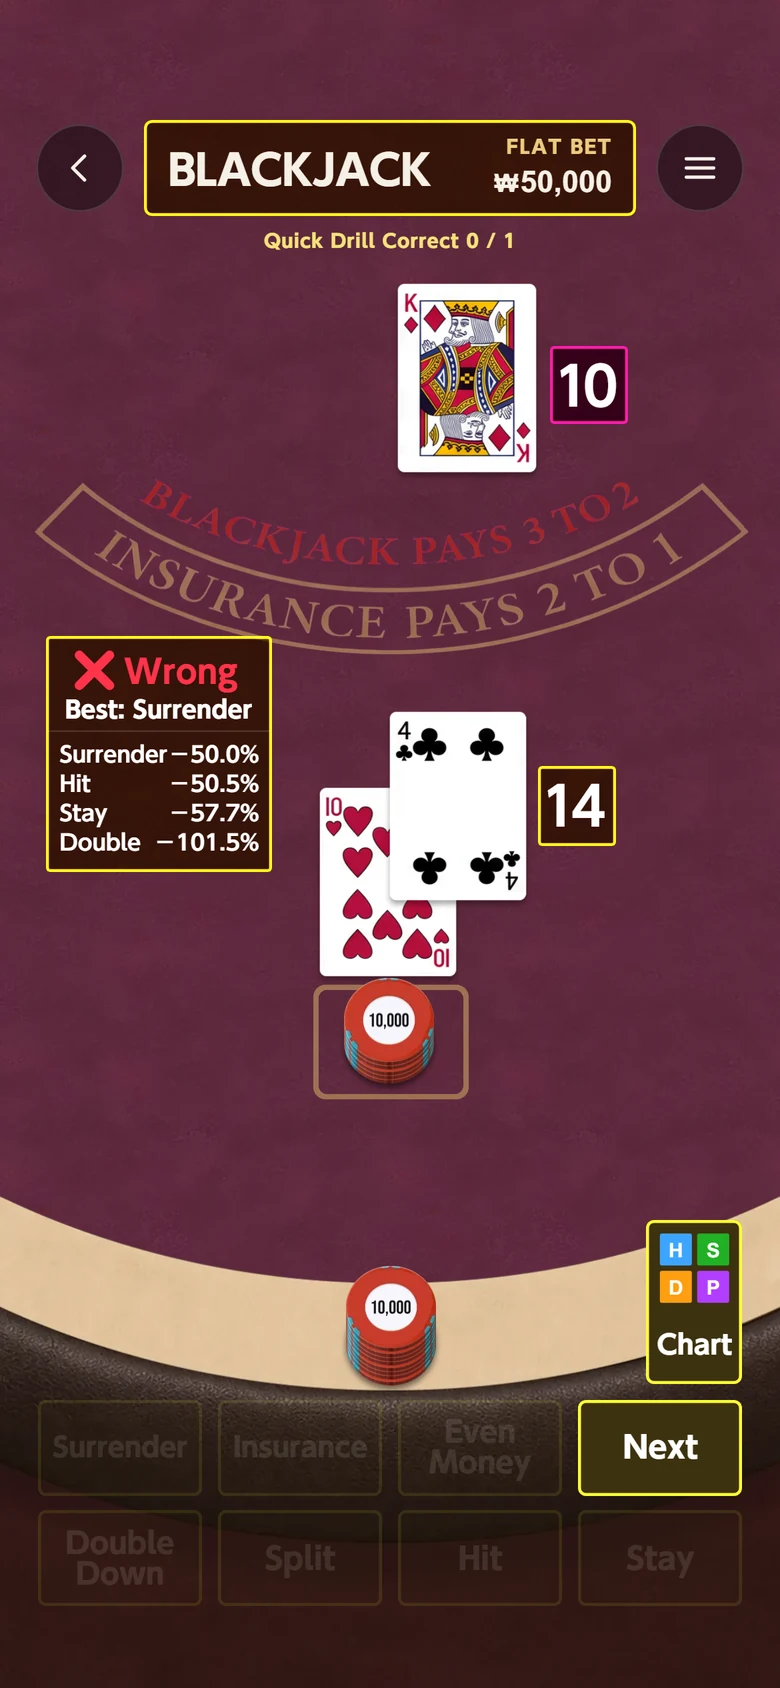 BLACKJACK
FLAT BET
₩50,000
Quick Drill Correct 0 / 1
K
K
10
BLACKJACK PAYS 3 TO 2
INSURANCE PAYS 2 TO 1
❌ Wrong
Best: Surrender
Surrender −50.0%
Hit −50.5%
Stay −57.7%
Double −101.5%
4
4
14
10
10
10,000
10,000
H S
D P
Chart
Surrender
Insurance
Even
Money
Next
Double
Down
Split
Hit
Stay